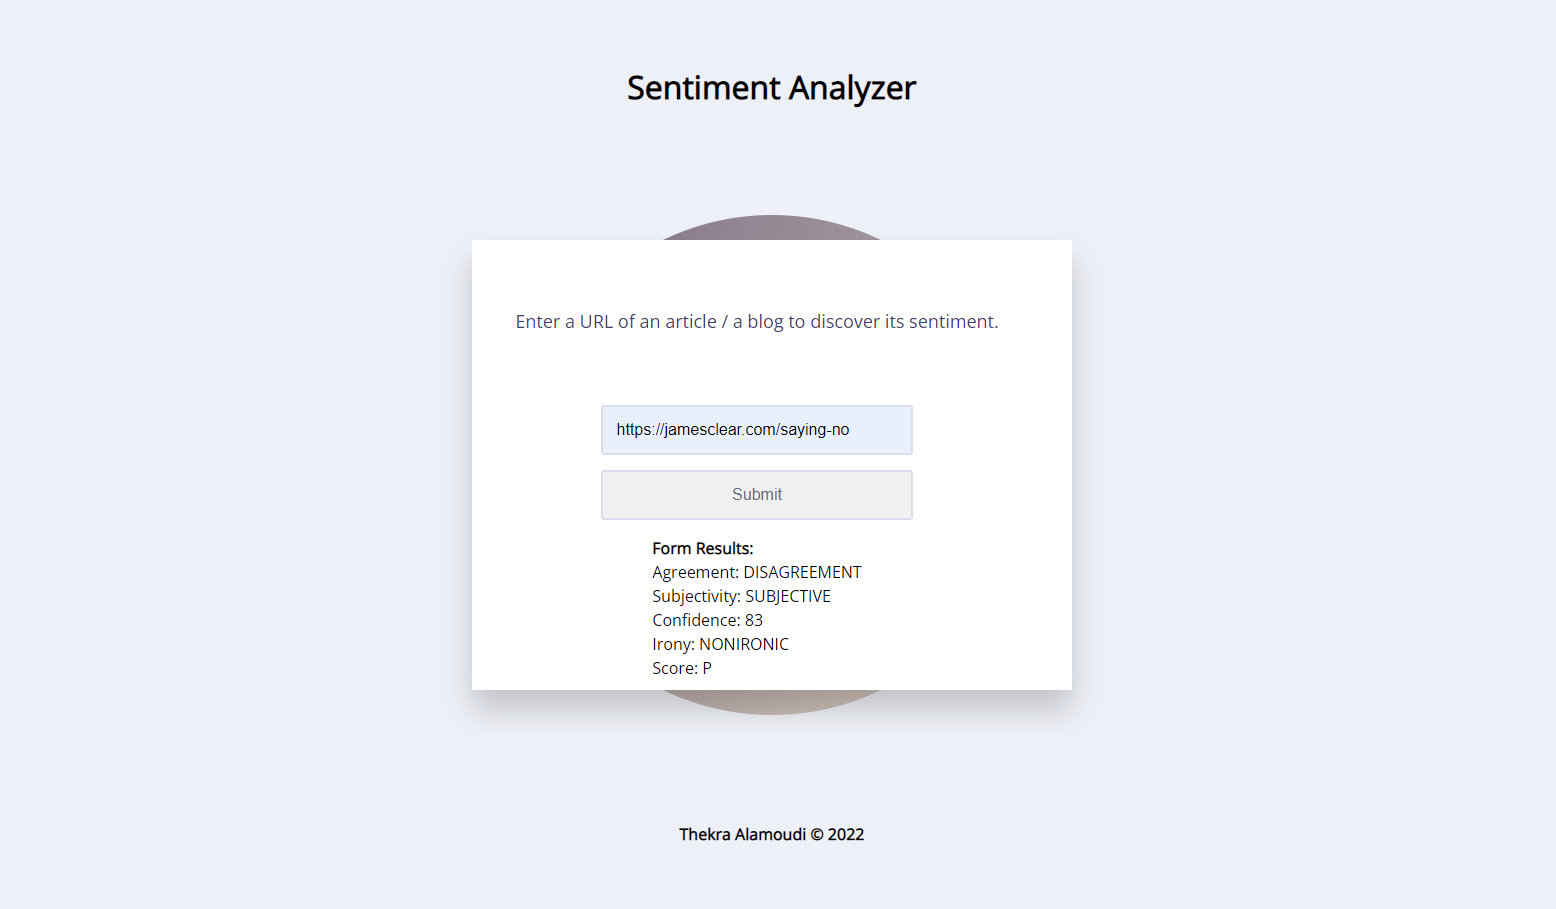 Sentiment Analyzer
Enter a URL of an article / a blog to discover its sentiment.
https://jamesclear.com/saying-no
Submit
Form Results:
Agreement: DISAGREEMENT
Subjectivity: SUBJECTIVE
Confidence: 83
Irony: NONIRONIC
Score: P
Thekra Alamoudi © 2022